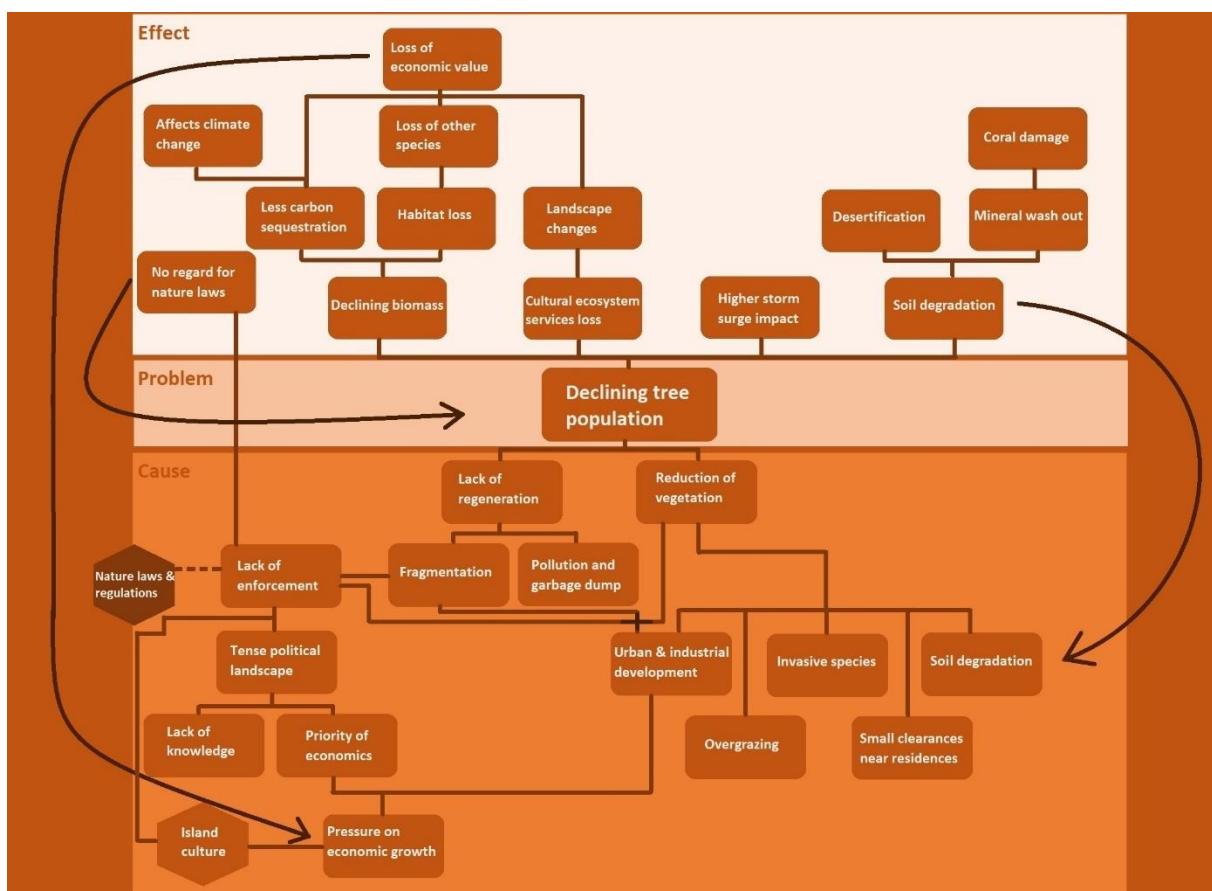 Effect
Loss of
economic value
Affects climate
change
Loss of other
species
Coral damage
Less carbon
sequestration
Habitat loss
Landscape
changes
Desertification
Mineral wash out
No regard for
nature laws
Declining biomass
Cultural ecosystem
services loss
Higher storm
surge impact
Soil degradation
Problem
Declining tree
population
Cause
Lack of
regeneration
Reduction of
vegetation
Nature laws &
regulations
Lack of
enforcement
Fragmentation
Pollution and
garbage dump
Tense political
landscape
Urban & industrial
development
Invasive species
Soil degradation
Lack of
knowledge
Priority of
economics
Overgrazing
Small clearances
near residences
Island
culture
Pressure on
economic growth